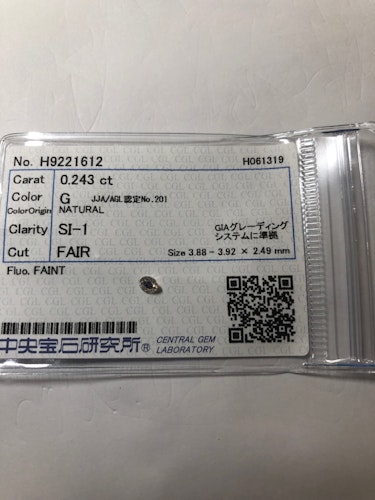 No. H9221612 H061319
Carat 0.243 ct
Color G JJA/AGL認定No.201
ColorOrigin NATURAL
Clarity SI-1 GIAグレーディング
システムに準拠
Cut FAIR Size 3.88 - 3.92 × 2.49 mm
Fluo. FAINT
中央宝石研究所® CENTRAL GEM
LABORATORY